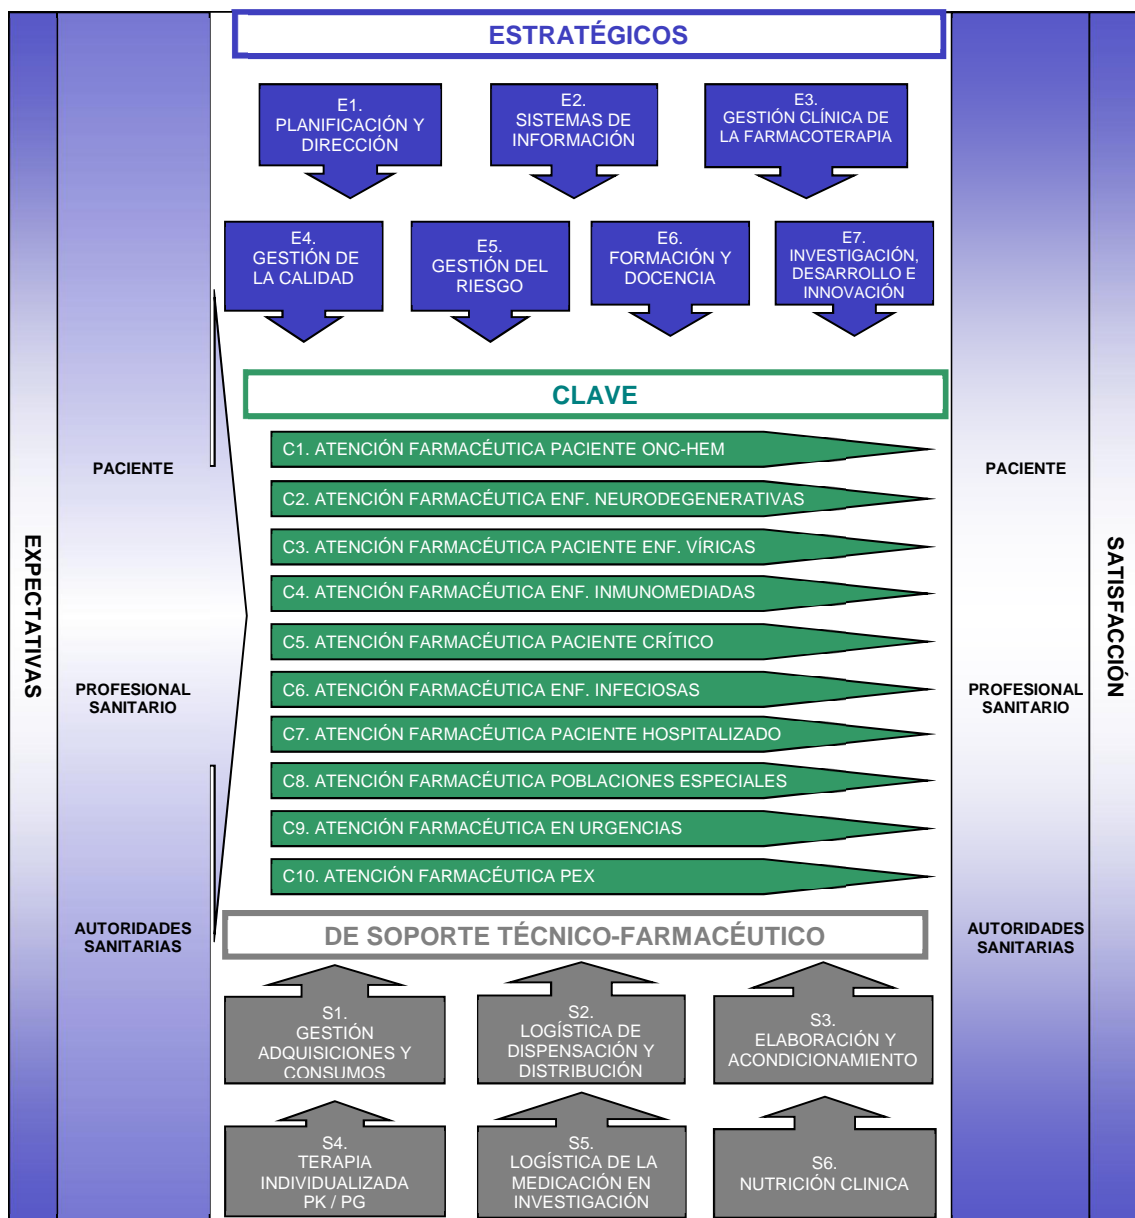 ESTRATÉGICOS
E1.
PLANIFICACIÓN Y
DIRECCIÓN
E2.
SISTEMAS DE
INFORMACIÓN
E3.
GESTIÓN CLÍNICA DE
LA FARMACOTERAPIA
E4.
GESTIÓN DE
LA CALIDAD
E5.
GESTIÓN DEL
RIESGO
E6.
FORMACIÓN Y
DOCENCIA
E7.
INVESTIGACIÓN,
DESARROLLO E
INNOVACIÓN
EXPECTATIVAS
PACIENTE
PROFESIONAL
SANITARIO
AUTORIDADES
SANITARIAS
CLAVE
C1. ATENCIÓN FARMACÉUTICA PACIENTE ONC-HEM
C2. ATENCIÓN FARMACÉUTICA ENF. NEURODEGENERATIVAS
C3. ATENCIÓN FARMACÉUTICA PACIENTE ENF. VÍRICAS
C4. ATENCIÓN FARMACÉUTICA ENF. INMUNOMEDIADAS
C5. ATENCIÓN FARMACÉUTICA PACIENTE CRÍTICO
C6. ATENCIÓN FARMACÉUTICA ENF. INFECIOSAS
C7. ATENCIÓN FARMACÉUTICA PACIENTE HOSPITALIZADO
C8. ATENCIÓN FARMACÉUTICA POBLACIONES ESPECIALES
C9. ATENCIÓN FARMACÉUTICA EN URGENCIAS
C10. ATENCIÓN FARMACÉUTICA PEX
PACIENTE
PROFESIONAL
SANITARIO
AUTORIDADES
SANITARIAS
SATISFACCIÓN
DE SOPORTE TÉCNICO-FARMACÉUTICO
S1.
GESTIÓN
ADQUISICIONES Y
CONSUMOS
S2.
LOGÍSTICA DE
DISPENSACIÓN Y
DISTRIBUCIÓN
S3.
ELABORACIÓN Y
ACONDICIONAMIENTO
S4.
TERAPIA
INDIVIDUALIZADA
PK / PG
S5.
LOGÍSTICA DE LA
MEDICACIÓN EN
INVESTIGACIÓN
S6.
NUTRICIÓN CLINICA